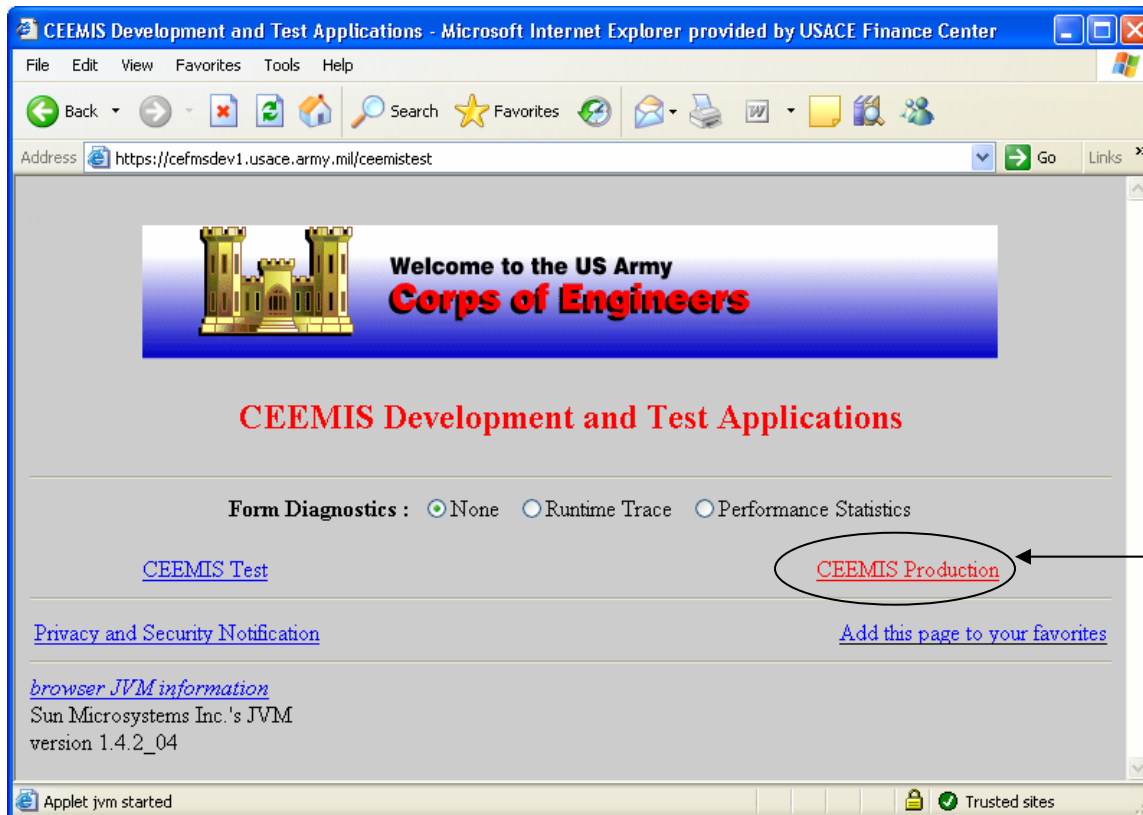 CEEMIS Development and Test Applications - Microsoft Internet Explorer provided by USACE Finance Center
File Edit View Favorites Tools Help
Back Search Favorites
Address https://cefmsdev1.usace.army.mil/ceemistest Go Links »
Welcome to the US Army
Corps of Engineers
CEEMIS Development and Test Applications
Form Diagnostics : None Runtime Trace Performance Statistics
CEEMIS Test CEEMIS Production
Privacy and Security Notification Add this page to your favorites
browser JVM information
Sun Microsystems Inc.'s JVM
version 1.4.2_04
Applet jvm started Trusted sites